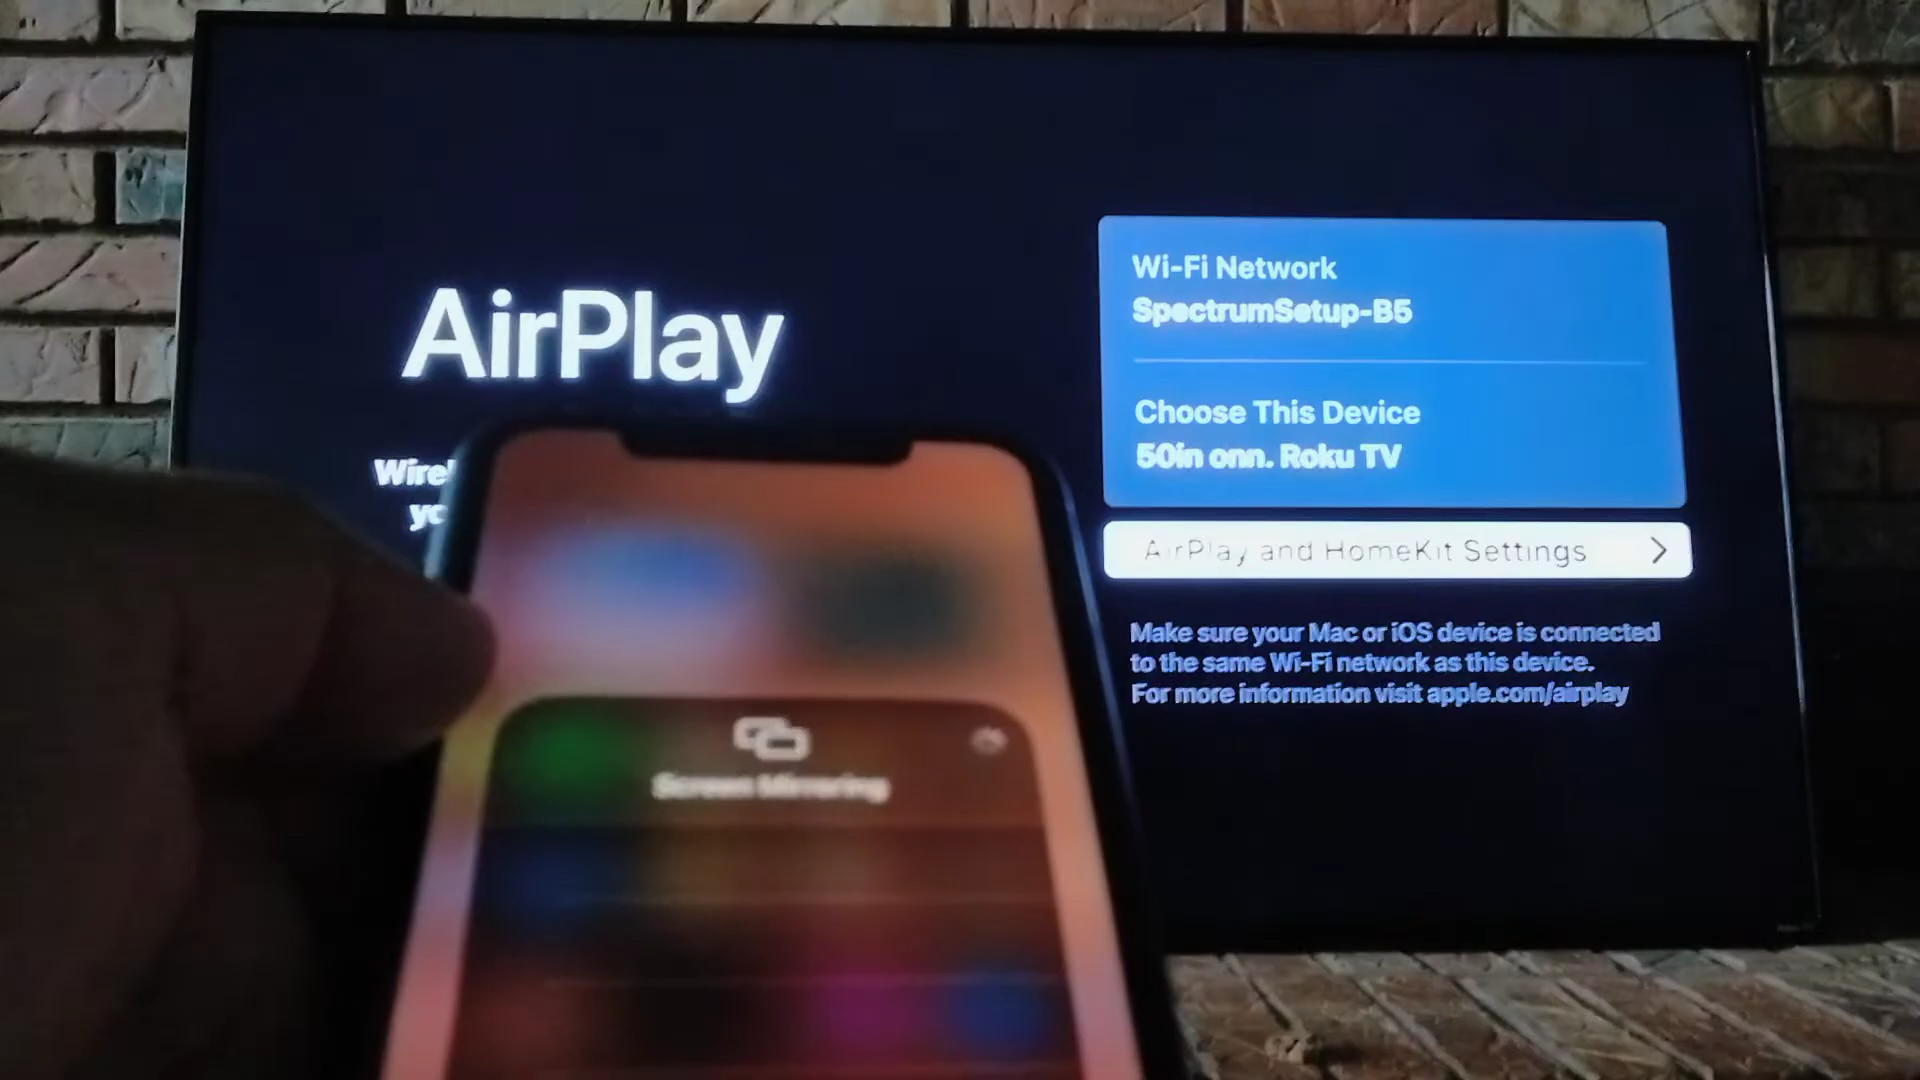 AirPlay
Wi-Fi Network
SpectrumSetup-B5
Choose This Device
50in onn. Roku TV
AirPlay and HomeKit Settings
Make sure your Mac or iOS device is connected
to the same Wi-Fi network as this device.
For more information visit apple.com/airplay
Screen Mirroring